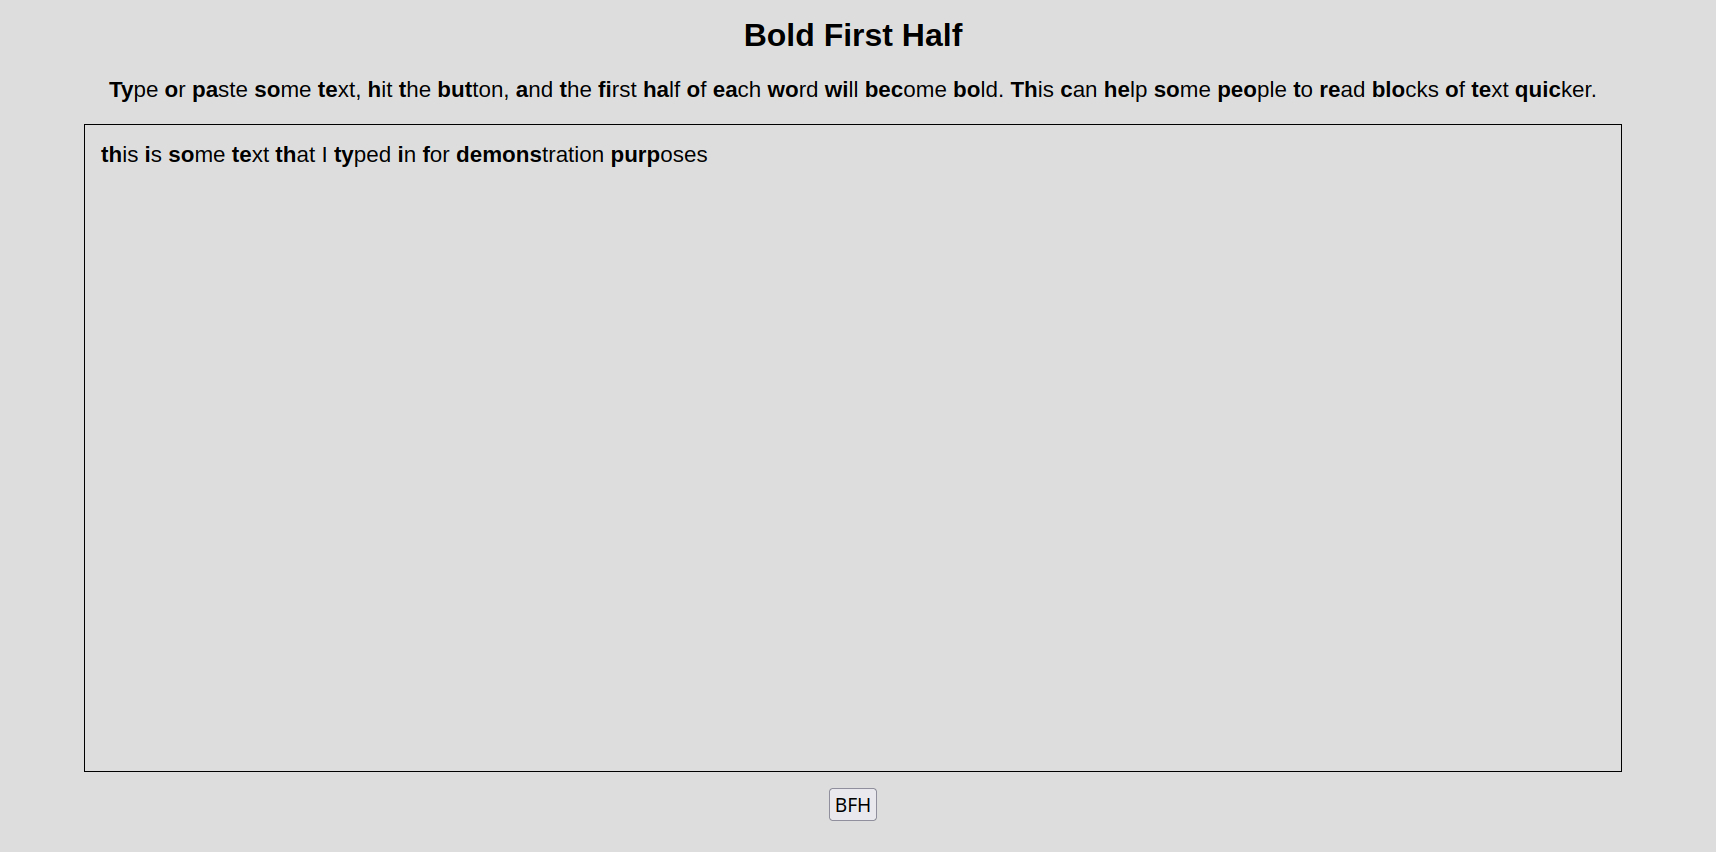 Bold First Half
Type or paste some text, hit the button, and the first half of each word will become bold. This can help some people to read blocks of text quicker.
this is some text that I typed in for demonstration purposes
BFH